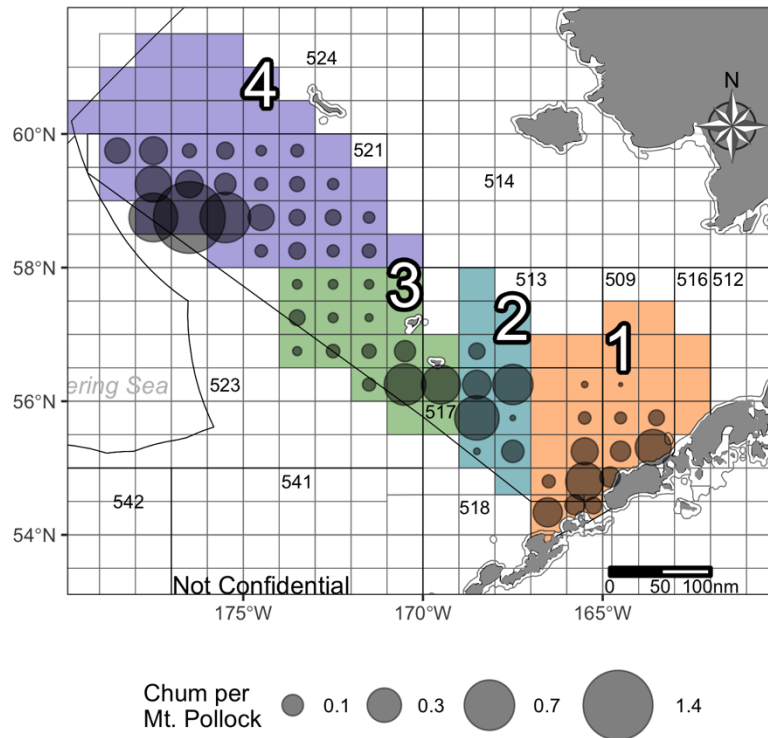 524
4
N
60°N
521
514
58°N
3
513
509
516
512
2
1
ering Sea
523
517
56°N
541
542
518
54°N
Not Confidential
0 50 100nm
175°W
170°W
165°W
Chum per
Mt. Pollock
0.1
0.3
0.7
1.4